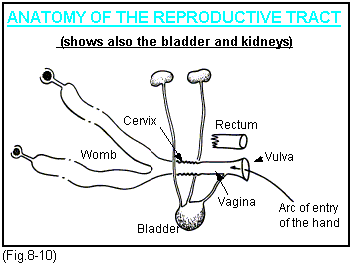 ANATOMY OF THE REPRODUCTIVE TRACT
(shows also the bladder and kidneys)
Cervix
Rectum
Womb
Vulva
Vagina
Bladder
Arc of entry
of the hand
(Fig.8-10)